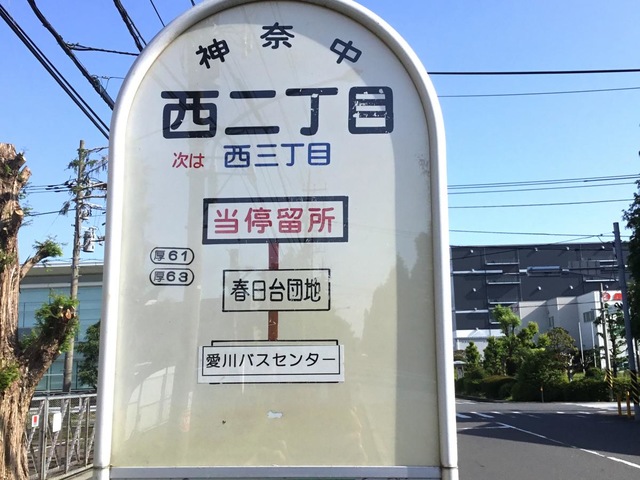 神奈中
西二丁目
次は 西三丁目
当停留所
厚61
厚63
春日台団地
愛川バスセンター